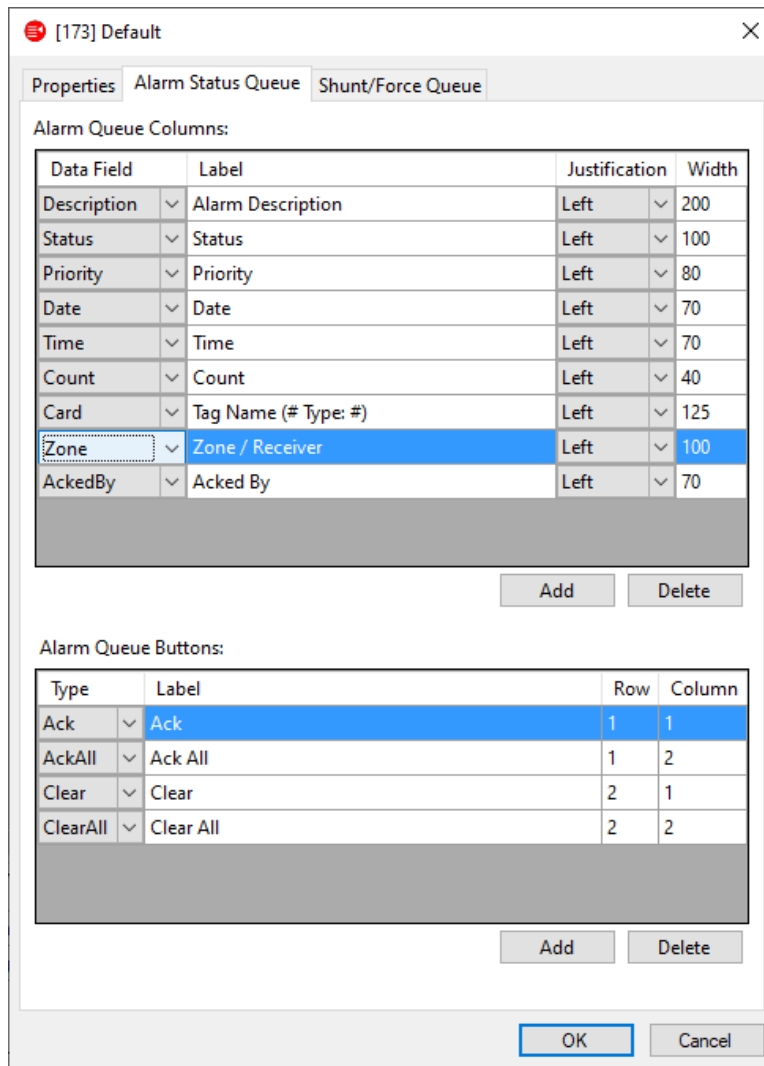 [173] Default
Properties Alarm Status Queue Shunt/Force Queue
Alarm Queue Columns:
Data Field Label Justification Width
Description Alarm Description Left 200
Status Status Left 100
Priority Priority Left 80
Date Date Left 70
Time Time Left 70
Count Count Left 40
Card Tag Name (# Type: #) Left 125
Zone Zone / Receiver Left 100
AckedBy Acked By Left 70
Add Delete
Alarm Queue Buttons:
Type Label Row Column
Ack Ack 1 1
AckAll Ack All 1 2
Clear Clear 2 1
ClearAll Clear All 2 2
Add Delete
OK Cancel